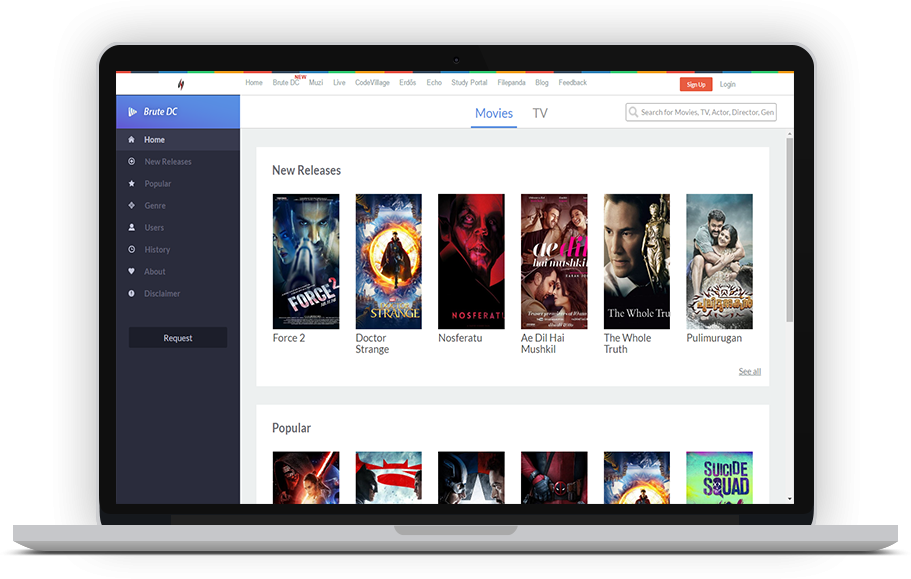 Home Brute DC NEW Muzi Live CodeVillage Erdös Echo Study Portal Filepanda Blog Feedback Sign Up Login
Brute DC
Movies TV
Search for Movies, TV, Actor, Director, Gen
Home
New Releases
Popular
Genre
Users
History
About
Disclaimer
Request
New Releases
FORCE 2
STRANGE
NOSFERATU
ae dil
hai mushkil
The Whole Tru
പുലിമുരുകൻ
Force 2
Doctor
Strange
Nosferatu
Ae Dil Hai
Mushkil
The Whole
Truth
Pulimurugan
See all
Popular
SUICIDE
SQUAD